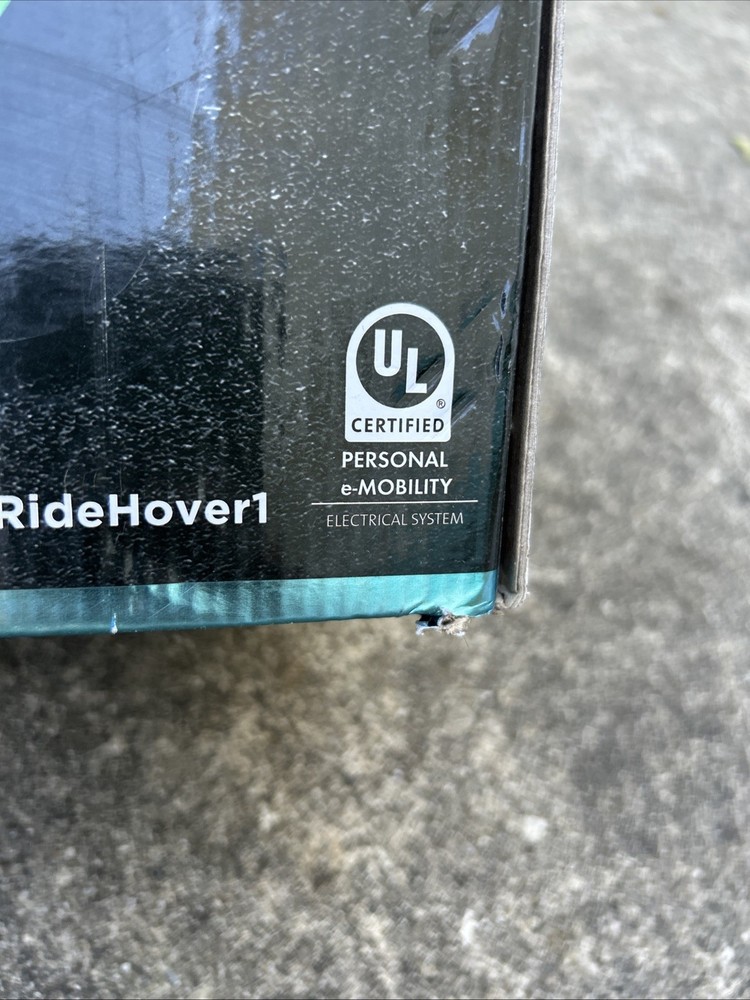 UL
®
CERTIFIED
PERSONAL
e-MOBILITY
ELECTRICAL SYSTEM
RideHover1